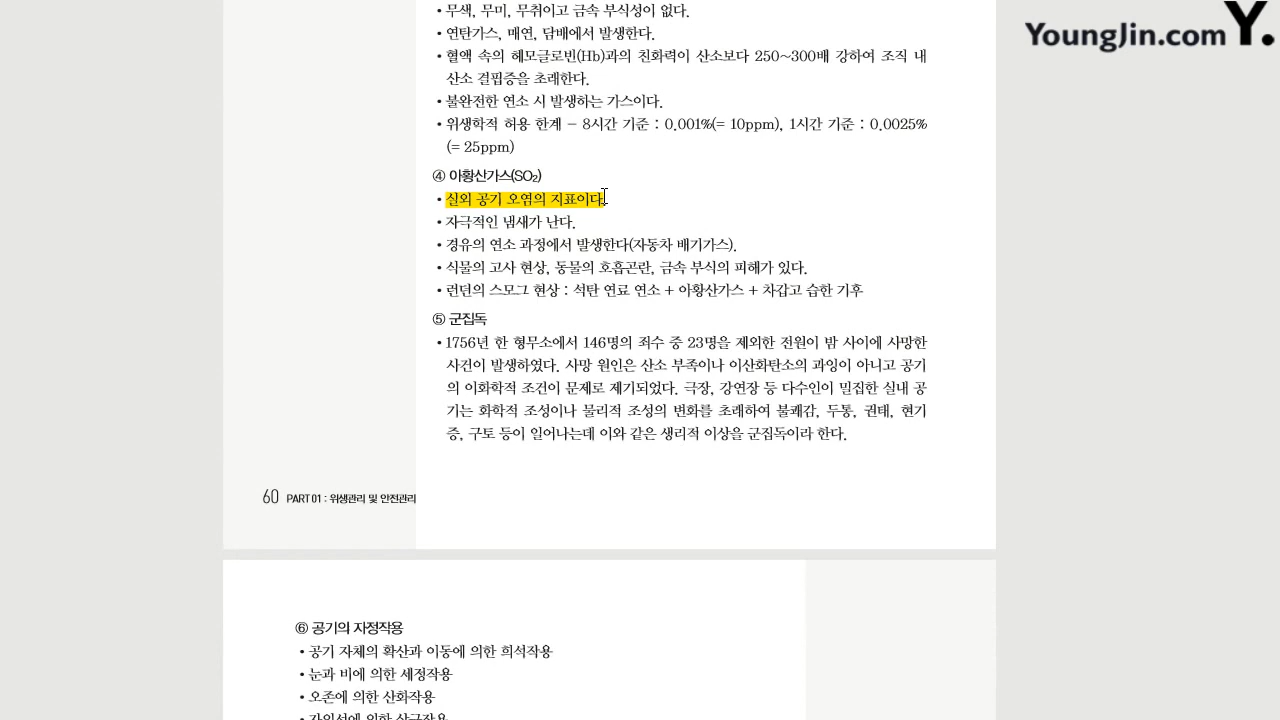 YoungJin.com Y.
• 무색, 무미, 무취이고 금속 부식성이 없다.
• 연탄가스, 매연, 담배에서 발생한다.
• 혈액 속의 헤모글로빈(Hb)과의 친화력이 산소보다 250~300배 강하여 조직 내
산소 결핍증을 초래한다.
• 불완전한 연소 시 발생하는 가스이다.
• 위생학적 허용 한계 - 8시간 기준 : 0.001%(= 10ppm), 1시간 기준 : 0.0025%
(= 25ppm)
④ 아황산가스(SO₂)
• 실외 공기 오염의 지표이다.
• 자극적인 냄새가 난다.
• 경유의 연소 과정에서 발생한다(자동차 배기가스).
• 식물의 고사 현상, 동물의 호흡곤란, 금속 부식의 피해가 있다.
• 런던의 스모그 현상 : 석탄 연료 연소 + 아황산가스 + 차갑고 습한 기후
⑤ 군집독
• 1756년 한 형무소에서 146명의 죄수 중 23명을 제외한 전원이 밤 사이에 사망한
사건이 발생하였다. 사망 원인은 산소 부족이나 이산화탄소의 과잉이 아니고 공기
의 이화학적 조건이 문제로 제기되었다. 극장, 강연장 등 다수인이 밀집한 실내 공
기는 화학적 조성이나 물리적 조성의 변화를 초래하여 불쾌감, 두통, 권태, 현기
증, 구토 등이 일어나는데 이와 같은 생리적 이상을 군집독이라 한다.
60 PART 01 : 위생관리 및 안전관리
⑥ 공기의 자정작용
• 공기 자체의 확산과 이동에 의한 희석작용
• 눈과 비에 의한 세정작용
• 오존에 의한 산화작용
• 자외선에 의한 살균작용